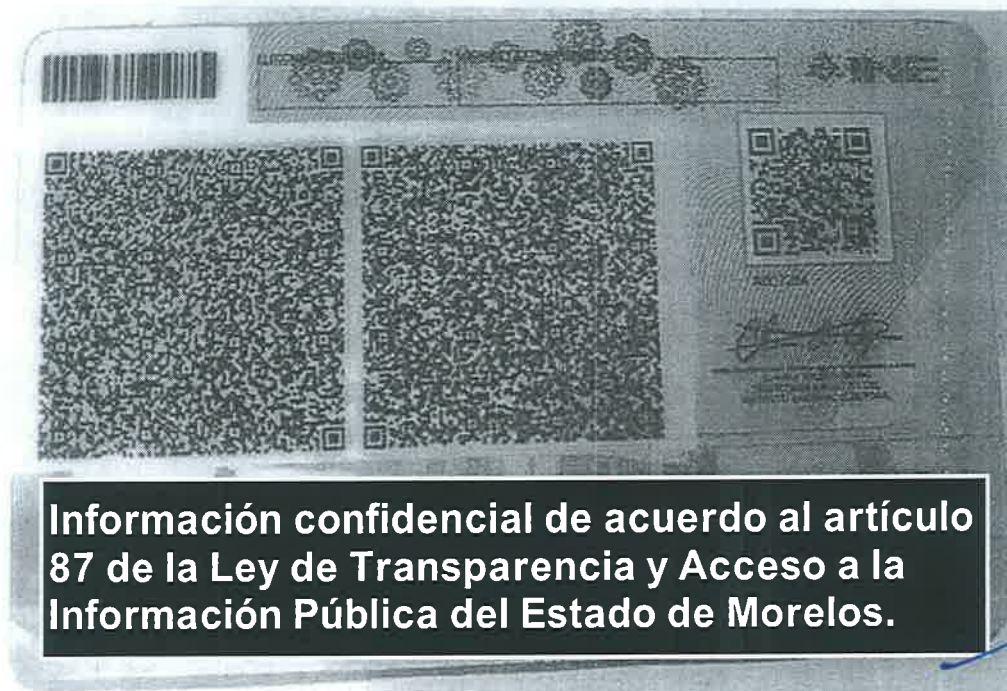 INE
Información confidencial de acuerdo al artículo
87 de la Ley de Transparencia y Acceso a la
Información Pública del Estado de Morelos.